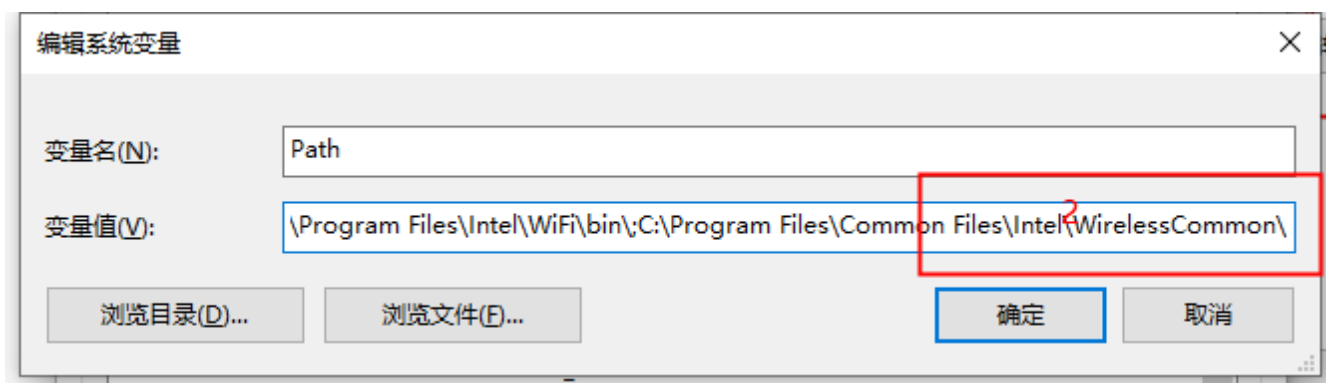 编辑系统变量
变量名(N):
Path
变量值(V):
\Program Files\Intel\WiFi\bin\;C:\Program Files\Common Files\Intel\WirelessCommon\
2
浏览目录(D)...
浏览文件(F)...
确定
取消